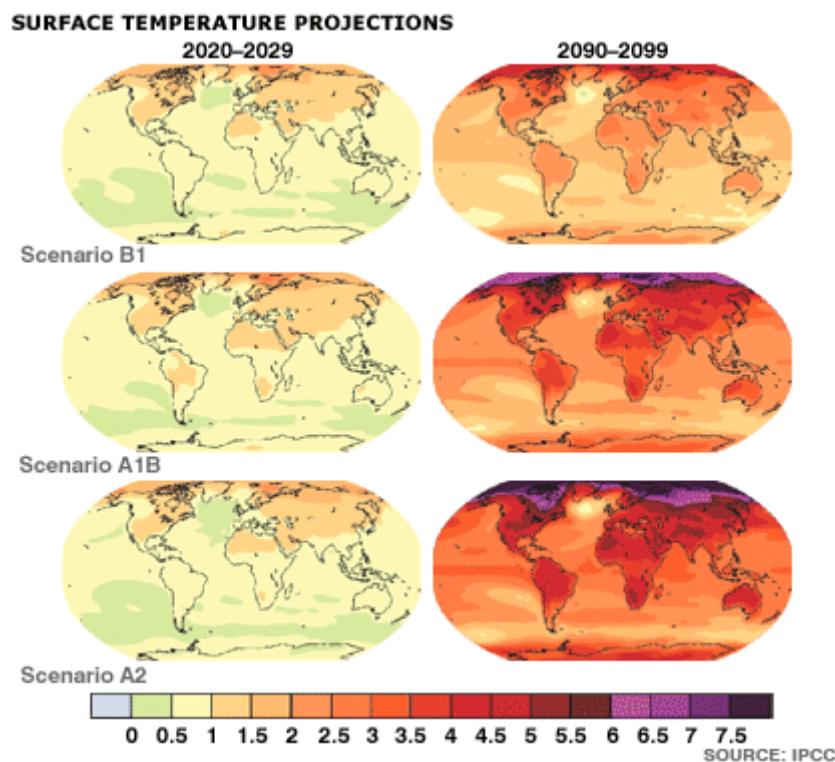 SURFACE TEMPERATURE PROJECTIONS
2020–2029 2090–2099
Scenario B1
Scenario A1B
Scenario A2
0 0.5 1 1.5 2 2.5 3 3.5 4 4.5 5 5.5 6 6.5 7 7.5
SOURCE: IPCC